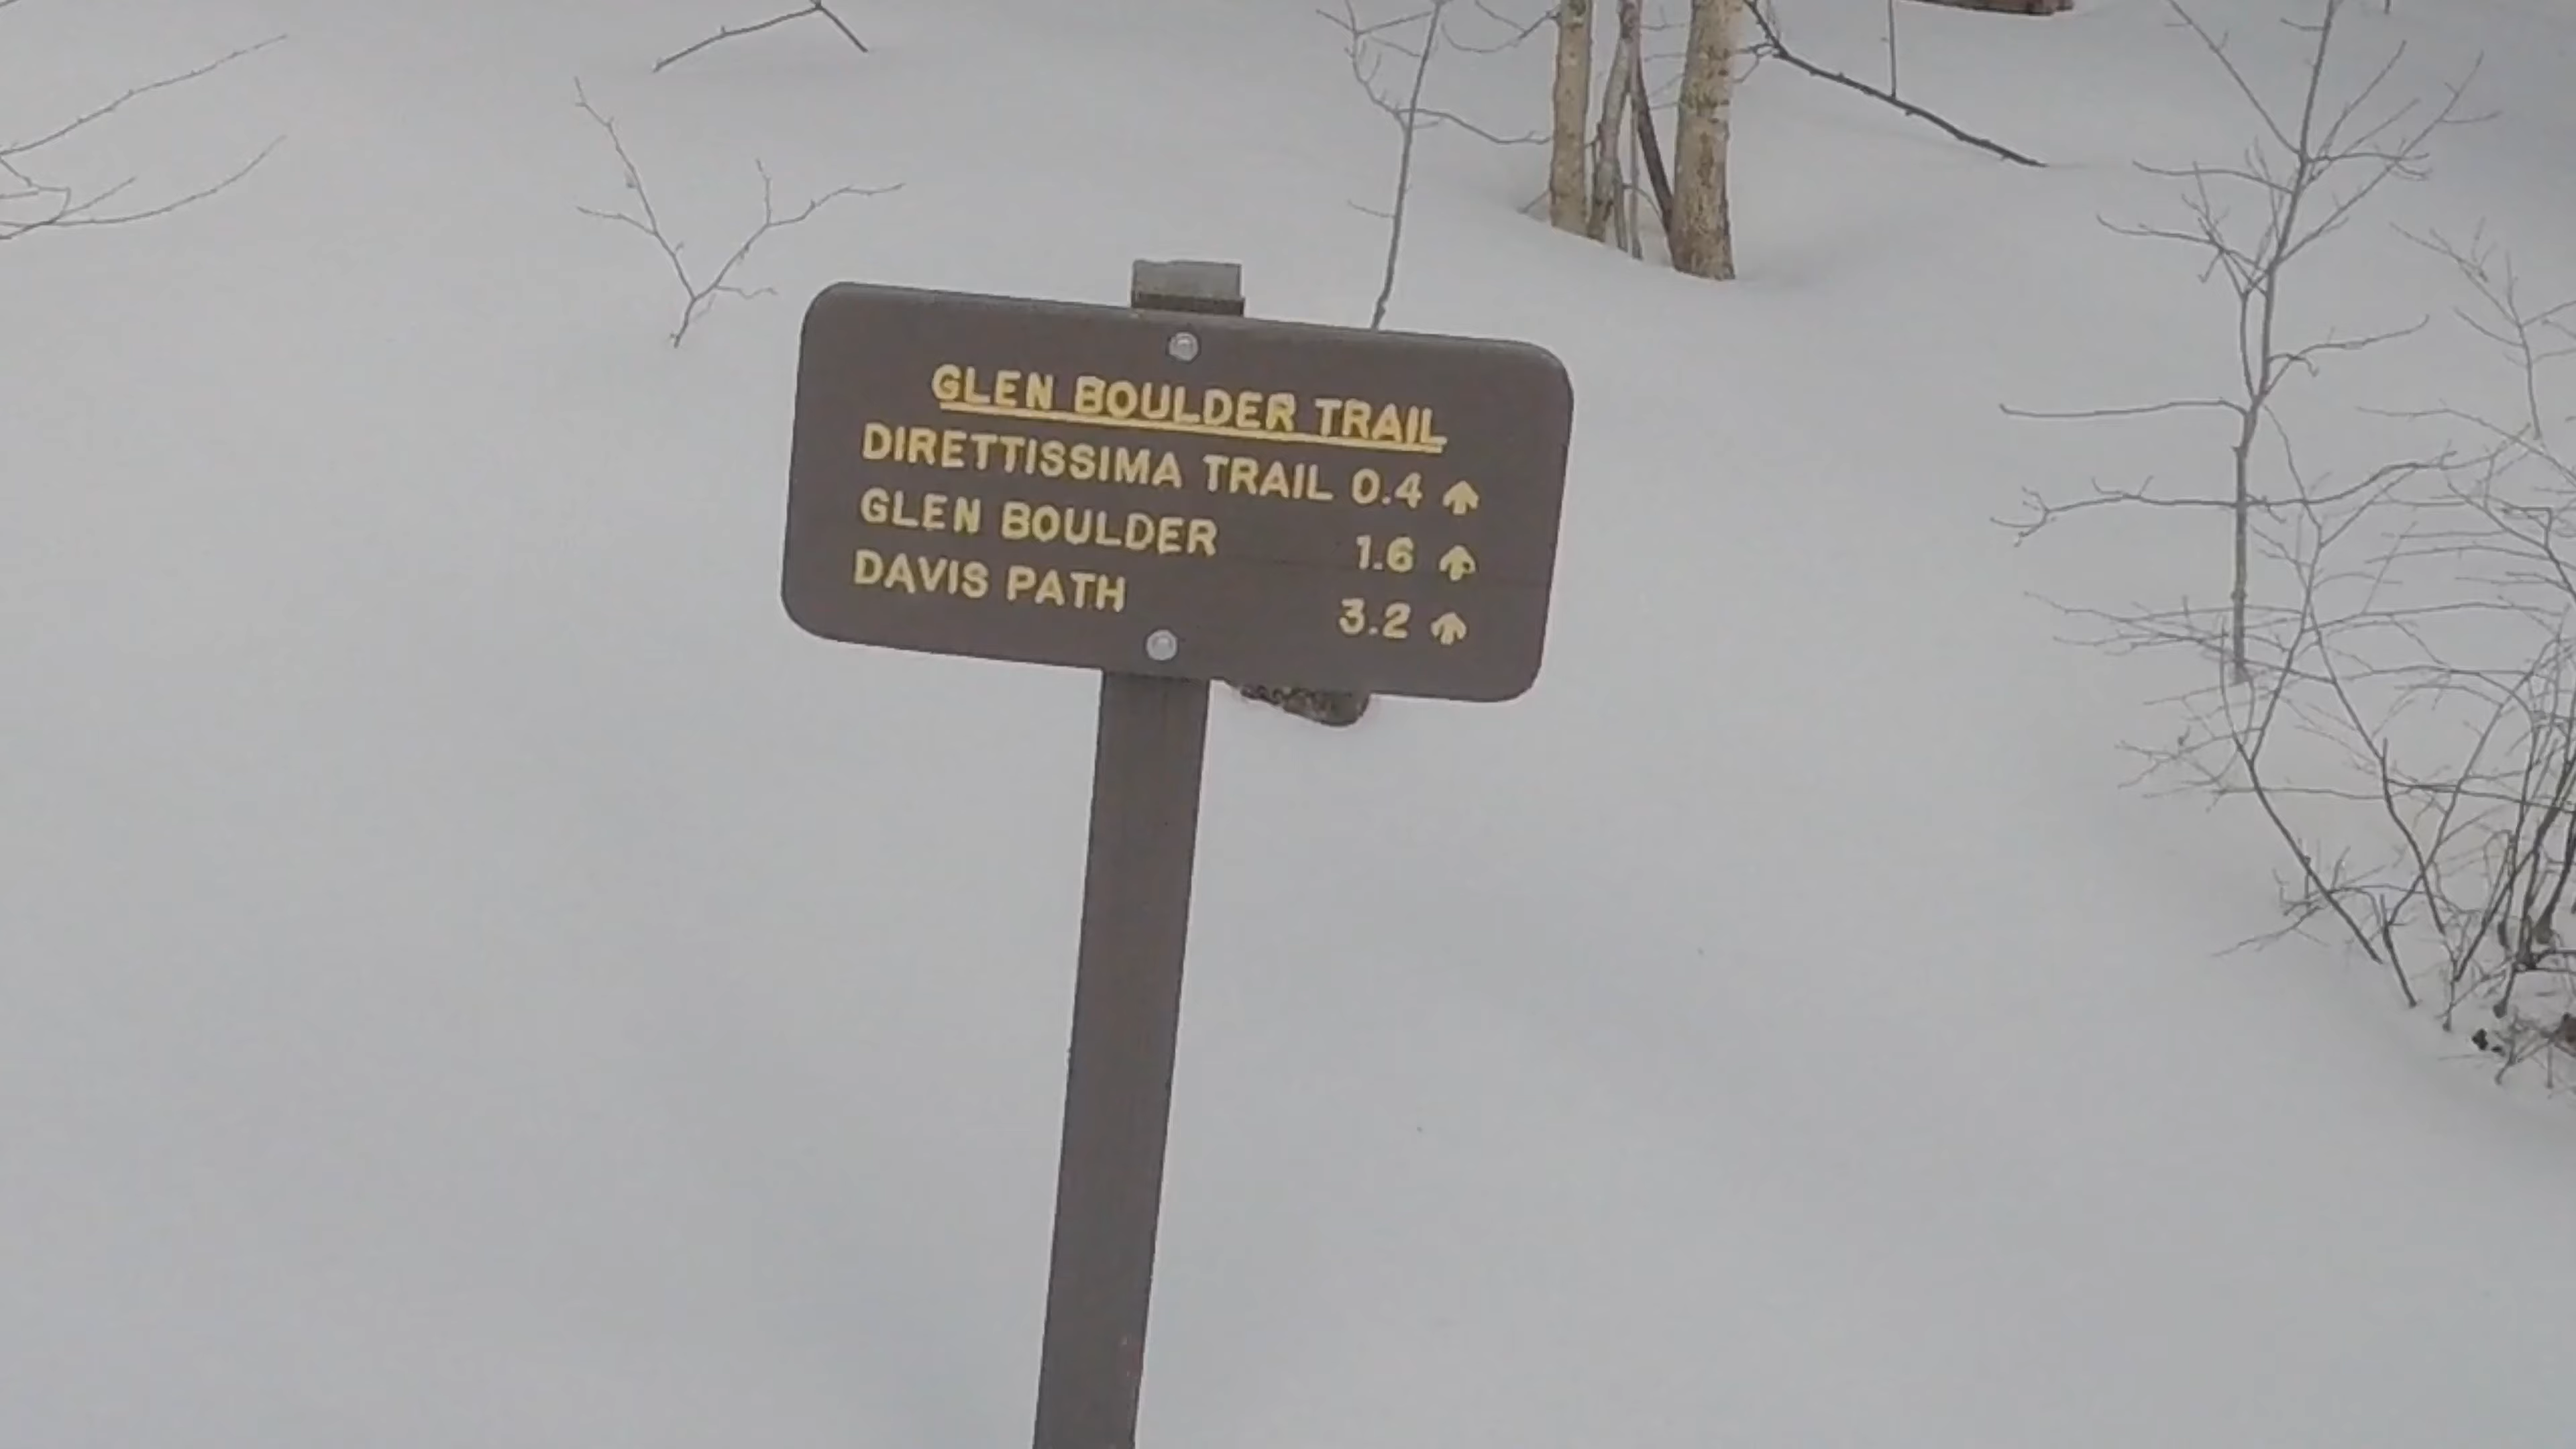 GLEN BOULDER TRAIL
DIRETTISSIMA TRAIL 0.4 ↑
GLEN BOULDER 1.6 ↑
DAVIS PATH 3.2 ↑